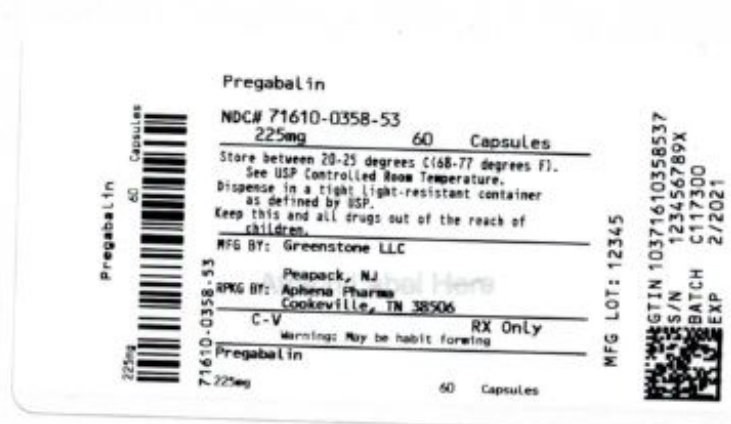 Pregabalin
NDC# 71610-0358-53
225mg 60 Capsules
Store between 20-25 degrees C(68-77 degrees F).
See USP Controlled Room Temperature.
Dispense in a tight light-resistant container
as defined by USP.
Keep this and all drugs out of the reach of
children.
MFG BY: Greenstone LLC
Peapack, NJ
RPKG BY: Aphena Pharma
Cookeville, TN 38506
C-V RX Only
Warning: May be habit forming
Pregabalin
225mg 60 Capsules
Pregabalin
225mg 60 Capsules
71610-0358-53
MFG LOT: 12345
GTIN 10371610358537
S/N 123456789X
BATCH C117300
EXP 2/2021